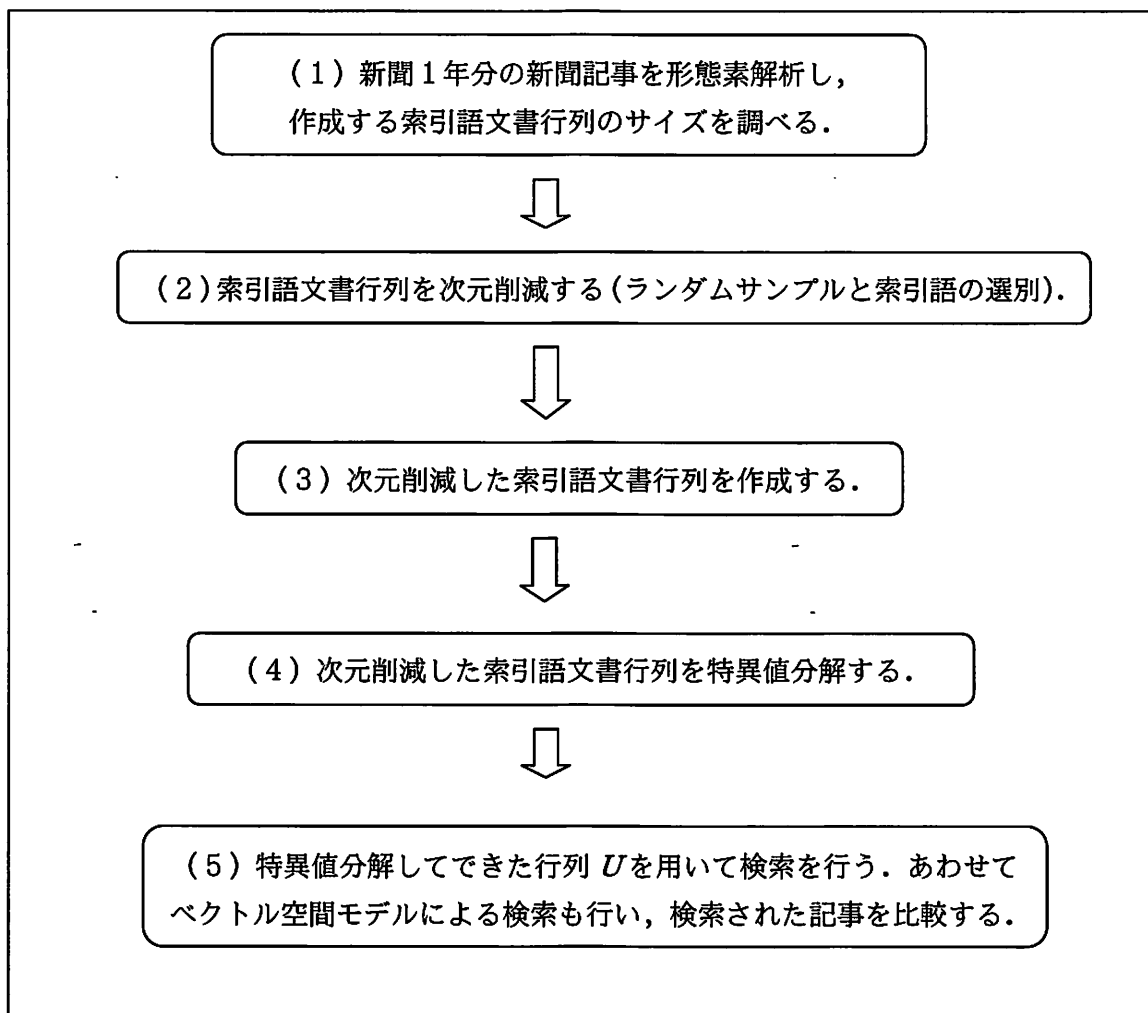 (1)新聞1年分の新聞記事を形態素解析し,
作成する索引語文書行列のサイズを調べる.
(2)索引語文書行列を次元削減する(ランダムサンプルと索引語の選別).
(3)次元削減した索引語文書行列を作成する.
(4)次元削減した索引語文書行列を特異値分解する.
(5)特異値分解してできた行列 Uを用いて検索を行う.あわせて
ベクトル空間モデルによる検索も行い,検索された記事を比較する.